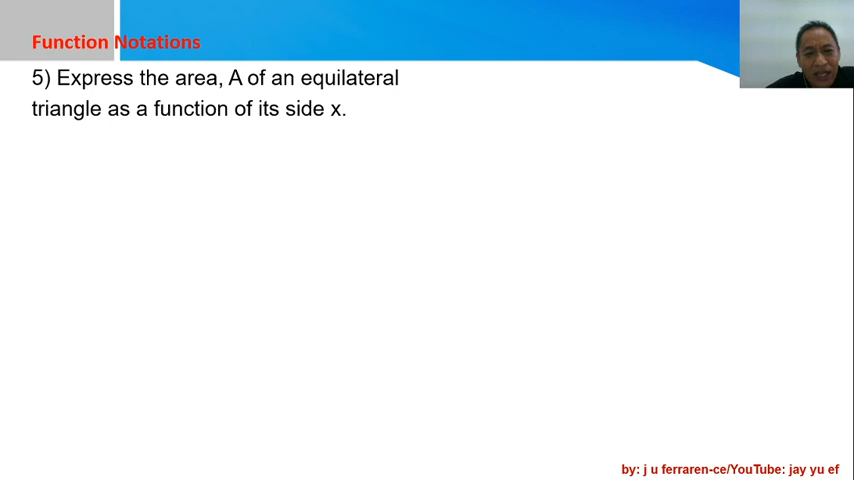 Function Notations
5) Express the area, A of an equilateral
triangle as a function of its side x.
by: j u ferraren-ce/YouTube: jay yu ef